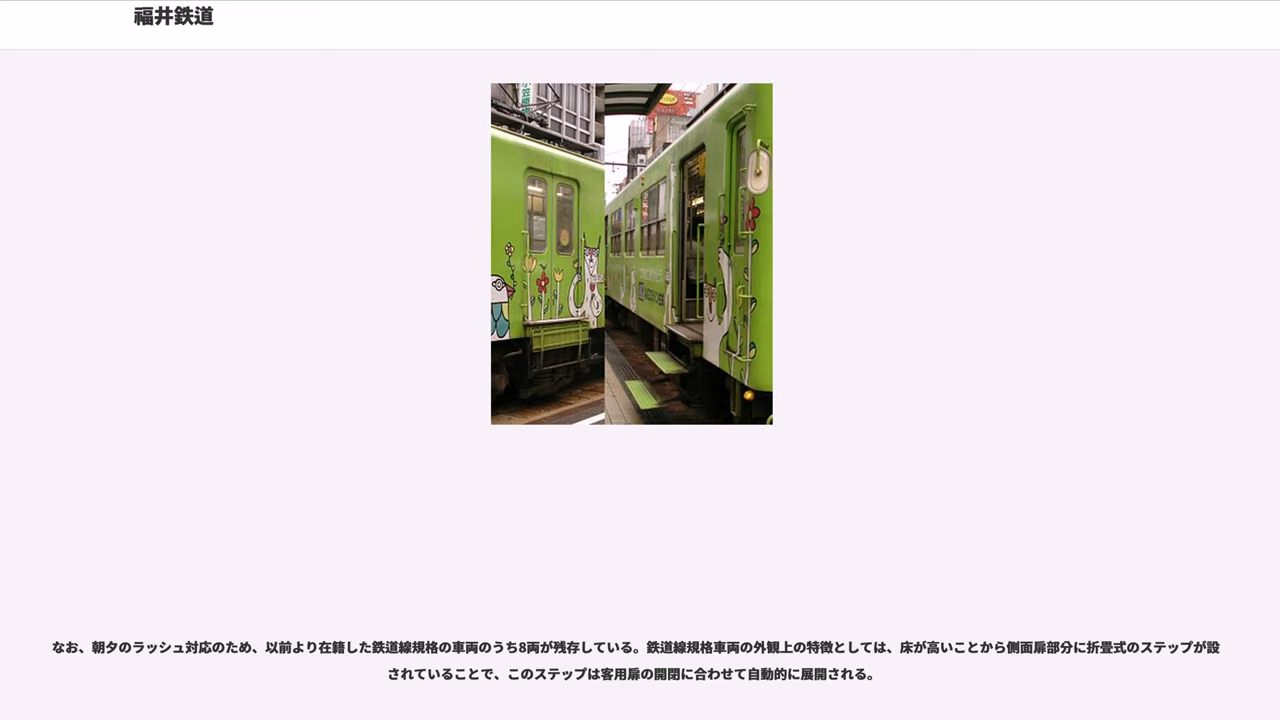 福井鉄道
なお、朝夕のラッシュ対応のため、以前より在籍した鉄道線規格の車両のうち8両が残存している。鉄道線規格車両の外観上の特徴としては、床が高いことから側面扉部分に折畳式のステップが設
されていることで、このステップは客用扉の開閉に合わせて自動的に展開される。